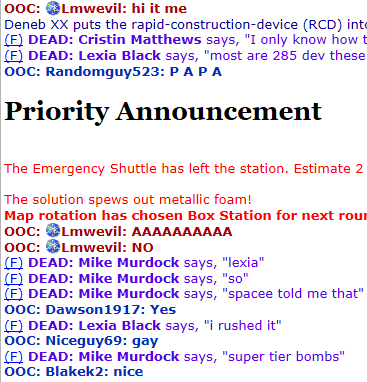 OOC: Lmwevil: hi it me
Deneb XX puts the rapid-construction-device (RCD) into
(F) DEAD: Cristin Matthews says, "I only know how t
(F) DEAD: Lexia Black says, "most are 285 dev these
OOC: Randomguy523: P A P A
Priority Announcement
The Emergency Shuttle has left the station. Estimate 2
The solution spews out metallic foam!
Map rotation has chosen Box Station for next roun
OOC: Lmwevil: AAAAAAAAAA
OOC: Lmwevil: NO
(F) DEAD: Mike Murdock says, "lexia"
(F) DEAD: Mike Murdock says, "so"
(F) DEAD: Mike Murdock says, "spacee told me that"
OOC: Dawson1917: Yes
(F) DEAD: Lexia Black says, "i rushed it"
OOC: Niceguy69: gay
(F) DEAD: Mike Murdock says, "super tier bombs"
OOC: Blakek2: nice